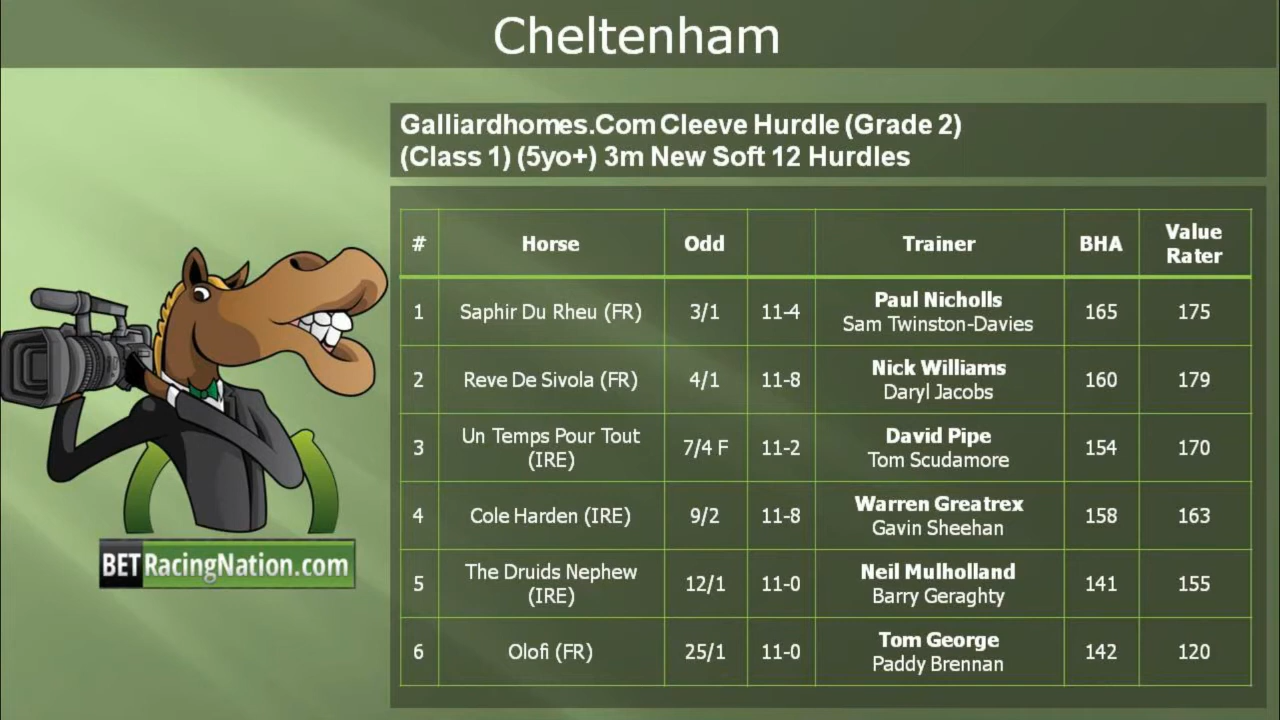 Cheltenham
Galliardhomes.Com Cleeve Hurdle (Grade 2)
(Class 1) (5yo+) 3m New Soft 12 Hurdles
# Horse Odd Trainer BHA Value Rater
1 Saphir Du Rheu (FR) 3/1 11-4 Paul Nicholls Sam Twinston-Davies 165 175
2 Reve De Sivola (FR) 4/1 11-8 Nick Williams Daryl Jacobs 160 179
3 Un Temps Pour Tout (IRE) 7/4 F 11-2 David Pipe Tom Scudamore 154 170
4 Cole Harden (IRE) 9/2 11-8 Warren Greatrex Gavin Sheehan 158 163
5 The Druids Nephew (IRE) 12/1 11-0 Neil Mulholland Barry Geraghty 141 155
6 Olofi (FR) 25/1 11-0 Tom George Paddy Brennan 142 120
BET RacingNation.com